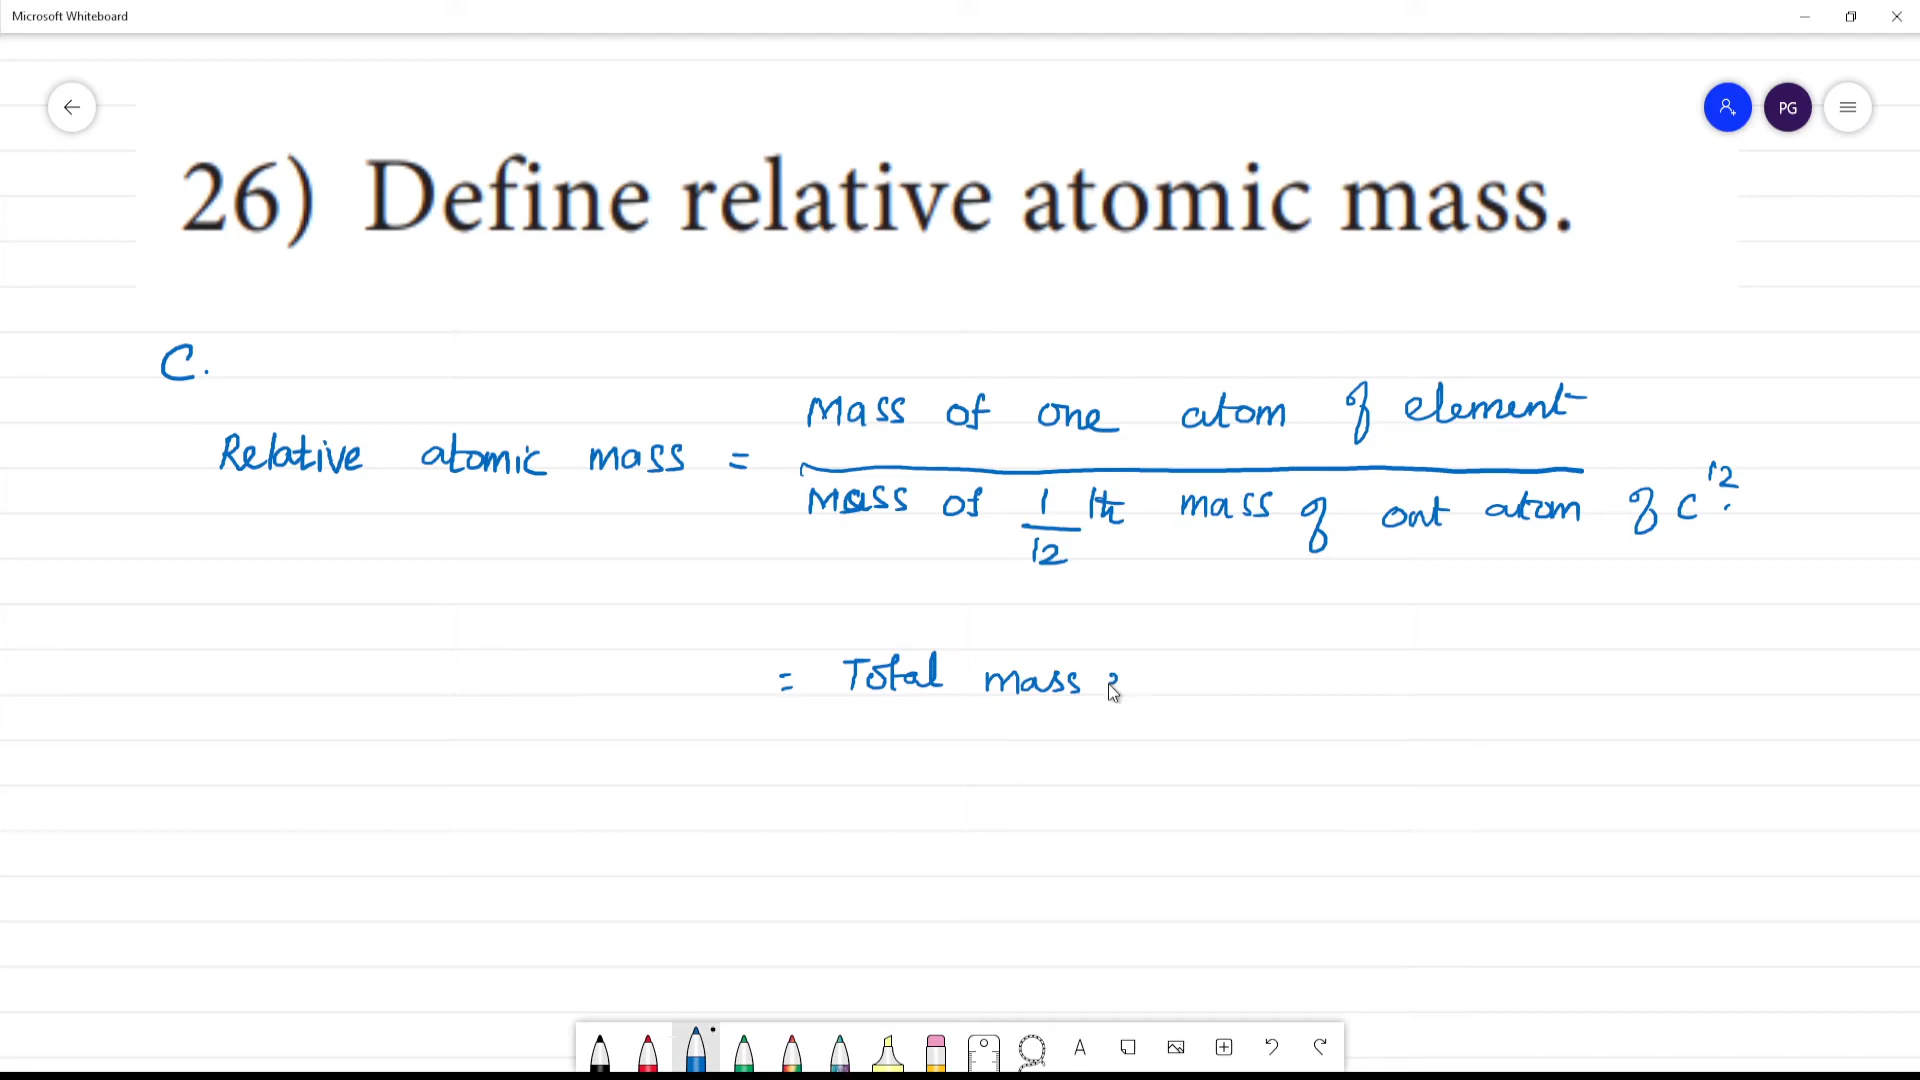 Microsoft Whiteboard
PG
26) Define relative atomic mass.
C.
Relative atomic mass = Mass of one atom of element
Mass of 1/12 th mass of ont atom of C¹².
= Total mass
A